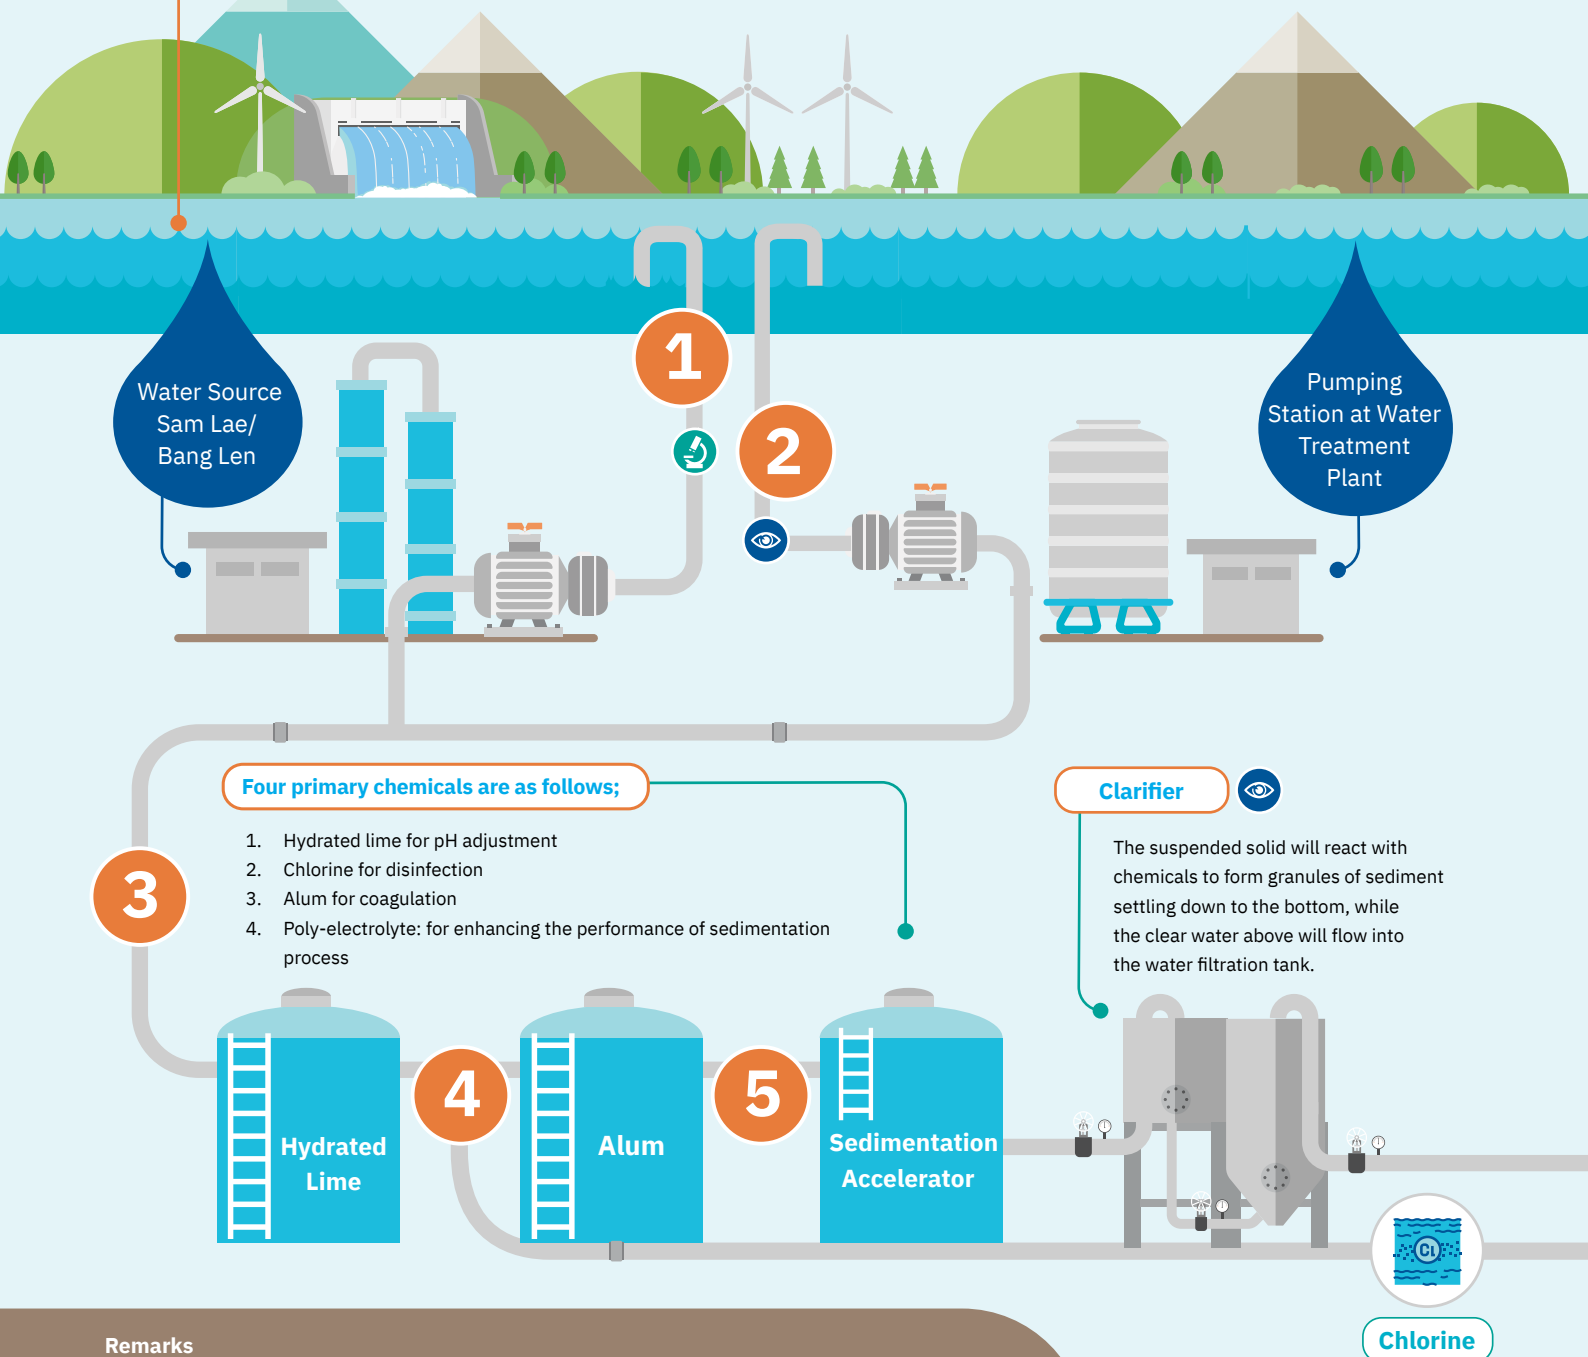 1
2
Water Source
Sam Lae/
Bang Len
Pumping
Station at Water
Treatment
Plant
Four primary chemicals are as follows;
1. Hydrated lime for pH adjustment
2. Chlorine for disinfection
3. Alum for coagulation
4. Poly-electrolyte: for enhancing the performance of sedimentation
process
Clarifier
The suspended solid will react with
chemicals to form granules of sediment
settling down to the bottom, while
the clear water above will flow into
the water filtration tank.
3
4
5
Hydrated
Lime
Alum
Sedimentation
Accelerator
Cl
Chlorine
Remarks